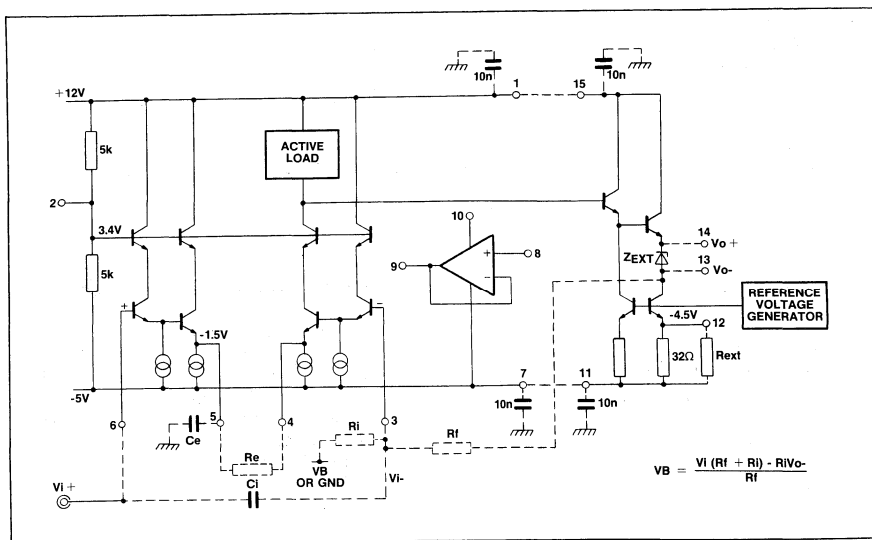 10n
1
15
10n
+12V
5k
ACTIVE
LOAD
2
3.4V
10
14
Vo +
8
9
+
-
ZEXT
13
Vo-
5k
REFERENCE
VOLTAGE
GENERATOR
+
-
-1.5V
-4.5V
12
32Ω
Rext
-5V
7
11
10n
10n
6
5
4
3
Ce
Re
Ri
Rf
VB
OR GND
Vi-
Ci
Vi +
VB = Vi (Rf + Ri) - RiVo-
Rf